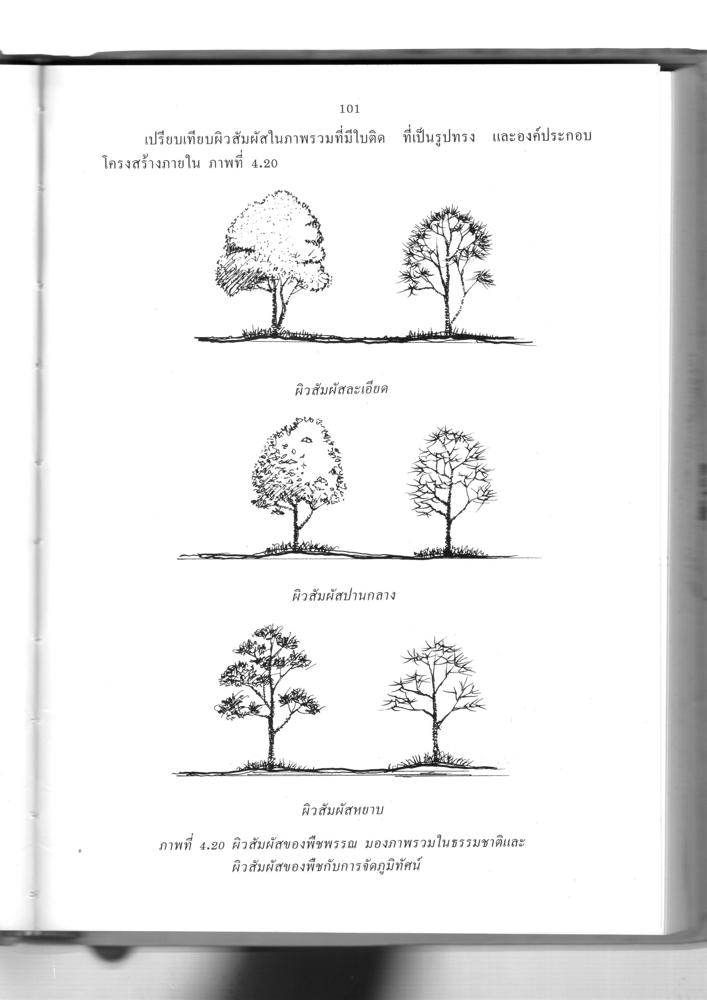 101
เปรียบเทียบผิวสัมผัสในภาพรวมที่มีใบติด ที่เป็นรูปทรง และองค์ประกอบ
โครงสร้างภายใน ภาพที่ 4.20
ผิวสัมผัสละเอียด
ผิวสัมผัสปานกลาง
ผิวสัมผัสหยาบ
ภาพที่ 4.20 ผิวสัมผัสของพืชพรรณ มองภาพรวมในธรรมชาติและ
ผิวสัมผัสของพืชกับการจัดภูมิทัศน์